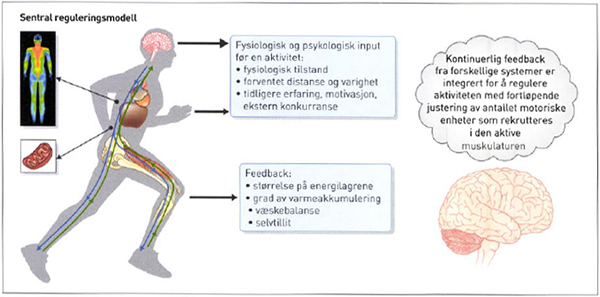 Sentral reguleringsmodell
Fysiologisk og psykologisk input
før en aktivitet:
• fysiologisk tilstand
• forventet distanse og varighet
• tidligere erfaring, motivasjon,
ekstern konkurranse
Kontinuerlig feedback
fra forskellige systemer er
integrert for å regulere
aktiviteten med fortløpende
justering av antallet motoriske
enheter som rekrutteres
i den aktive
muskulaturen
Feedback:
• størrelse på energilagrene
• grad av varmeakkumulering
• væskebalanse
• selvtillit